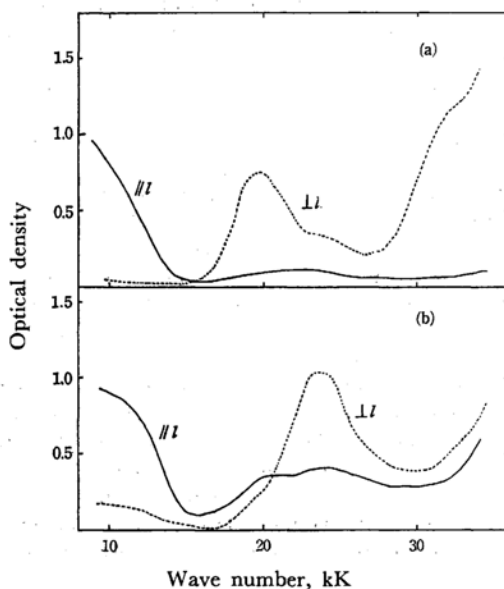 1.5
(a)
1.0
//l
⊥l
0.5
Optical density
1.5
(b)
1.0
//l
⊥l
0.5
10
20
30
Wave number, kK